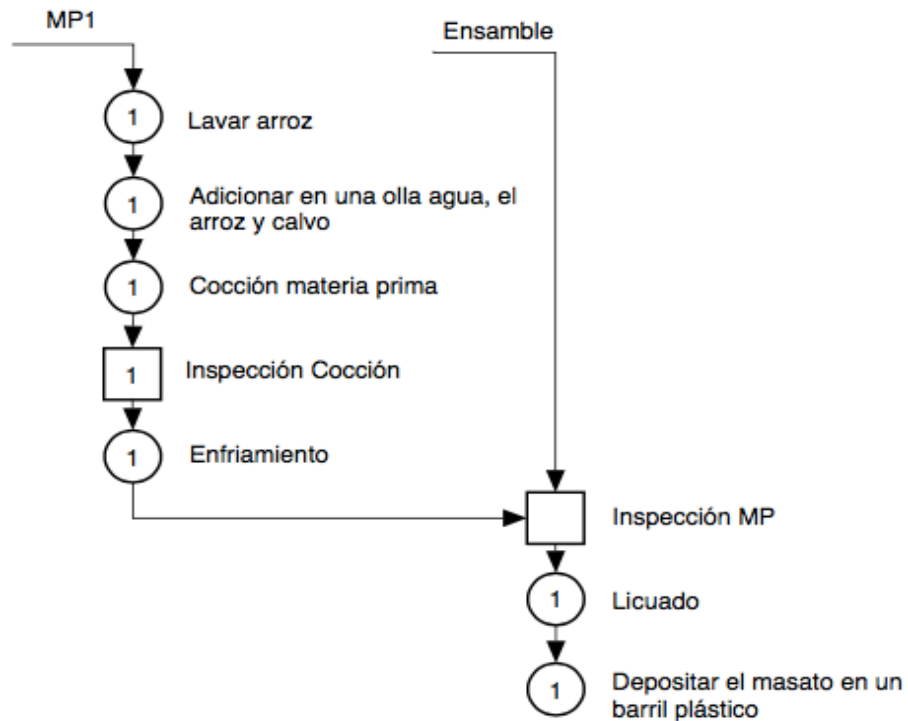 MP1
Ensamble
1
Lavar arroz
1
Adicionar en una olla agua, el
arroz y calvo
1
Cocción materia prima
1
Inspección Cocción
1
Enfriamiento
Inspección MP
1
Licuado
1
Depositar el masato en un
barril plástico